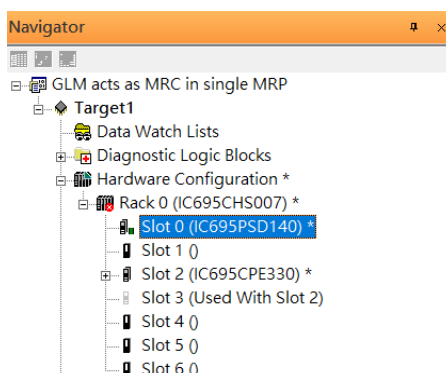 Navigator
GLM acts as MRC in single MRP
Target1
Data Watch Lists
Diagnostic Logic Blocks
Hardware Configuration *
Rack 0 (IC695CHS007) *
Slot 0 (IC695PSD140) *
Slot 1 ()
Slot 2 (IC695CPE330) *
Slot 3 (Used With Slot 2)
Slot 4 ()
Slot 5 ()
Slot 6 ()